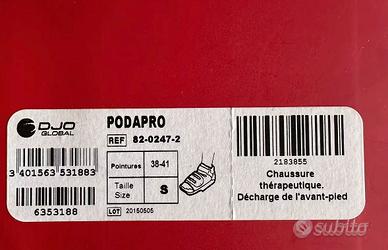 DJO
GLOBAL
PODAPRO
REF 82-0247-2
3 401563 531883
6353188
Pointures 38-41
Taille
Size
S
LOT 20150505
2183855
Chaussure
thérapeutique.
Décharge de l'avant-pied
subito